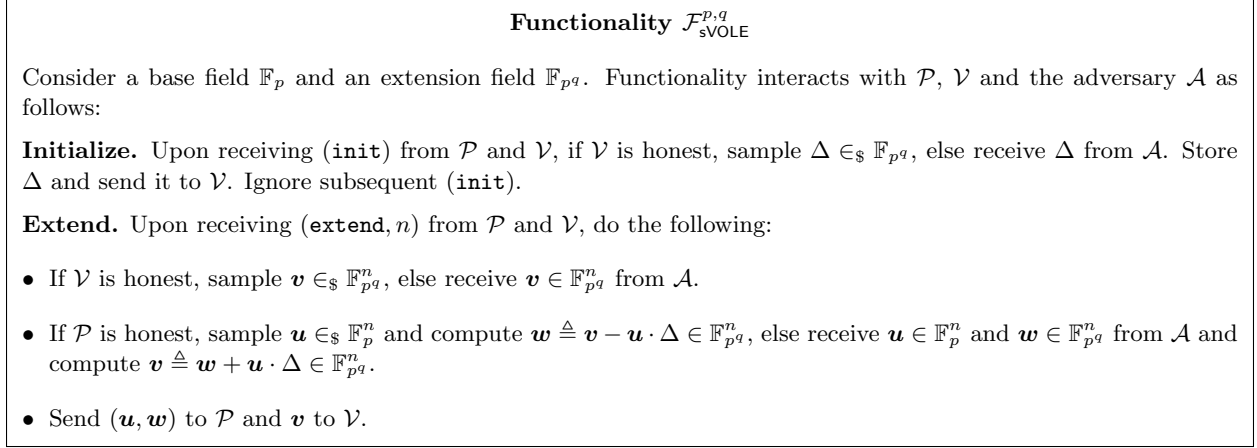 Functionality $\mathcal{F}_{\mathsf{sVOLE}}^{p,q}$
Consider a base field $\mathbb{F}_p$ and an extension field $\mathbb{F}_{p^q}$. Functionality interacts with $\mathcal{P}$, $\mathcal{V}$ and the adversary $\mathcal{A}$ as
follows:
Initialize. Upon receiving (init) from $\mathcal{P}$ and $\mathcal{V}$, if $\mathcal{V}$ is honest, sample $\Delta \in_\$ \mathbb{F}_{p^q}$, else receive $\Delta$ from $\mathcal{A}$. Store
$\Delta$ and send it to $\mathcal{V}$. Ignore subsequent (init).
Extend. Upon receiving (extend, $n$) from $\mathcal{P}$ and $\mathcal{V}$, do the following:
• If $\mathcal{V}$ is honest, sample $\boldsymbol{v} \in_\$ \mathbb{F}_{p^q}^n$, else receive $\boldsymbol{v} \in \mathbb{F}_{p^q}^n$ from $\mathcal{A}$.
• If $\mathcal{P}$ is honest, sample $\boldsymbol{u} \in_\$ \mathbb{F}_p^n$ and compute $\boldsymbol{w} \triangleq \boldsymbol{v} - \boldsymbol{u} \cdot \Delta \in \mathbb{F}_{p^q}^n$, else receive $\boldsymbol{u} \in \mathbb{F}_p^n$ and $\boldsymbol{w} \in \mathbb{F}_{p^q}^n$ from $\mathcal{A}$ and
compute $\boldsymbol{v} \triangleq \boldsymbol{w} + \boldsymbol{u} \cdot \Delta \in \mathbb{F}_{p^q}^n$.
• Send $(\boldsymbol{u}, \boldsymbol{w})$ to $\mathcal{P}$ and $\boldsymbol{v}$ to $\mathcal{V}$.